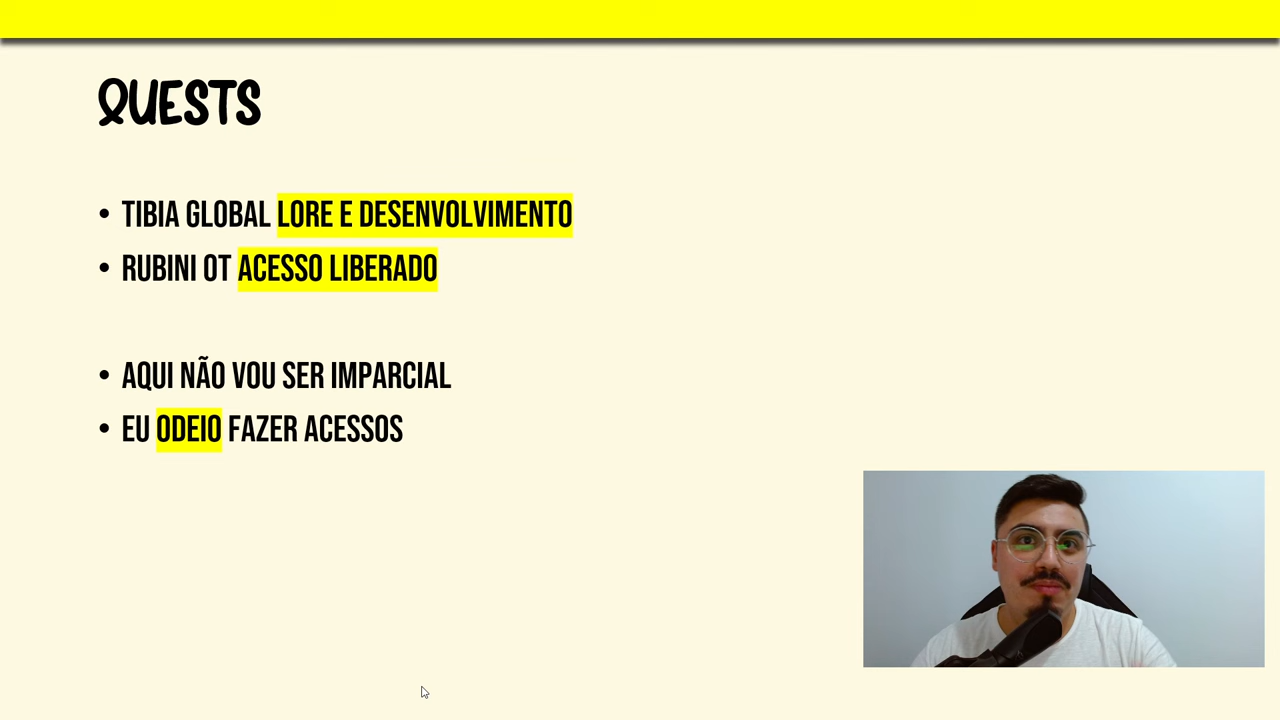 QUESTS
• TIBIA GLOBAL LORE E DESENVOLVIMENTO
• RUBINI OT ACESSO LIBERADO
• AQUI NÃO VOU SER IMPARCIAL
• EU ODEIO FAZER ACESSOS